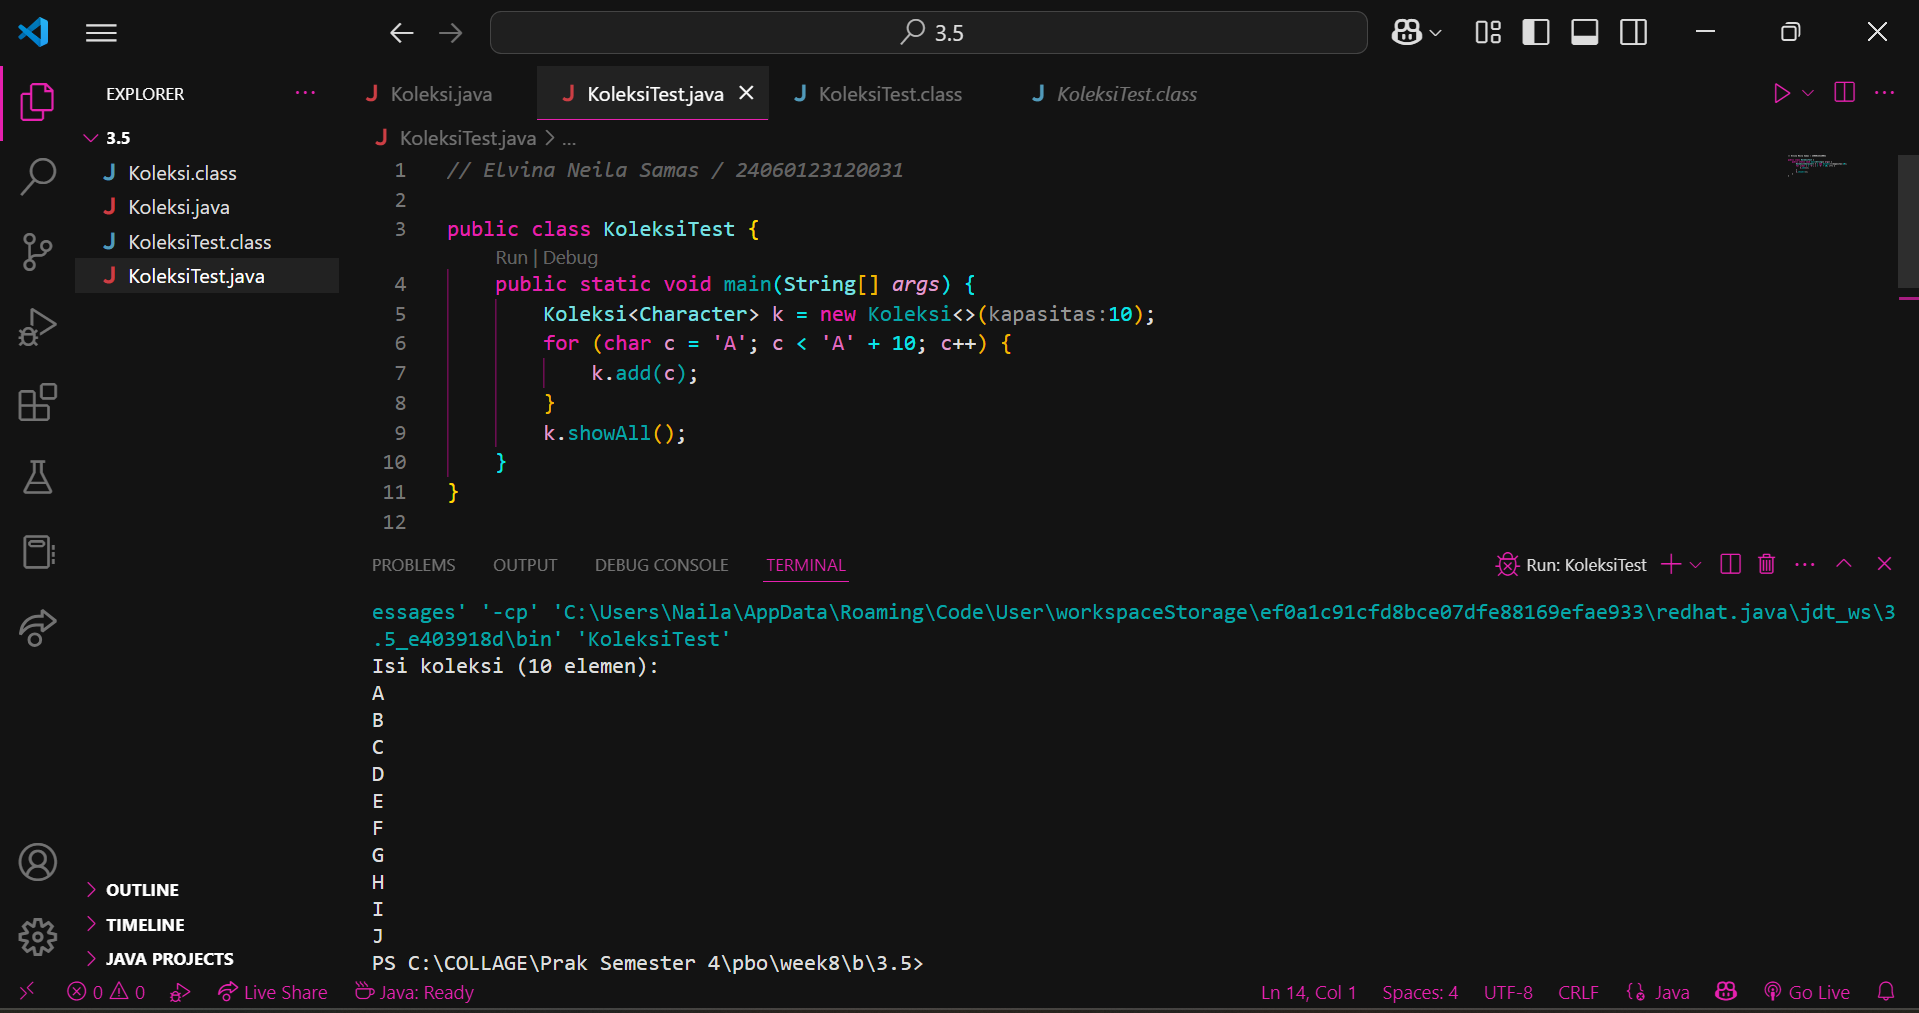 3.5
EXPLORER
3.5
Koleksi.class
Koleksi.java
KoleksiTest.class
KoleksiTest.java
OUTLINE
TIMELINE
JAVA PROJECTS
Koleksi.java
KoleksiTest.java
KoleksiTest.class
KoleksiTest.class
KoleksiTest.java > ...
1 // Elvina Neila Samas / 24060123120031
2
3 public class KoleksiTest {
Run | Debug
4 public static void main(String[] args) {
5 Koleksi<Character> k = new Koleksi<>(kapasitas:10);
6 for (char c = 'A'; c < 'A' + 10; c++) {
7 k.add(c);
8 }
9 k.showAll();
10 }
11 }
12
PROBLEMS OUTPUT DEBUG CONSOLE TERMINAL
Run: KoleksiTest
essages' '-cp' 'C:\Users\Naila\AppData\Roaming\Code\User\workspaceStorage\ef0a1c91cfd8bce07dfe88169efae933\redhat.java\jdt_ws\3
.5_e403918d\bin' 'KoleksiTest'
Isi koleksi (10 elemen):
A
B
C
D
E
F
G
H
I
J
PS C:\COLLAGE\Prak Semester 4\pbo\week8\b\3.5>
0 0 Live Share Java: Ready Ln 14, Col 1 Spaces: 4 UTF-8 CRLF Java Go Live